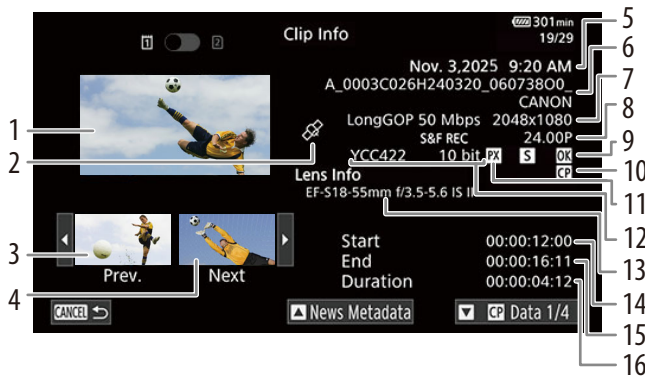 301 min
1 2 Clip Info 19/29
Nov. 3,2025 9:20 AM
A_0003C026H240320_060738O0_
CANON
LongGOP 50 Mbps 2048x1080
S&F REC 24.00P
YCC422 10 bit PX S OK
CP
Lens Info
EF-S18-55mm f/3.5-5.6 IS II
Prev. Next
Start 00:00:12:00
End 00:00:16:11
Duration 00:00:04:12
CANCEL News Metadata CP Data 1/4
1
2
3
4
5
6
7
8
9
10
11
12
13
14
15
16